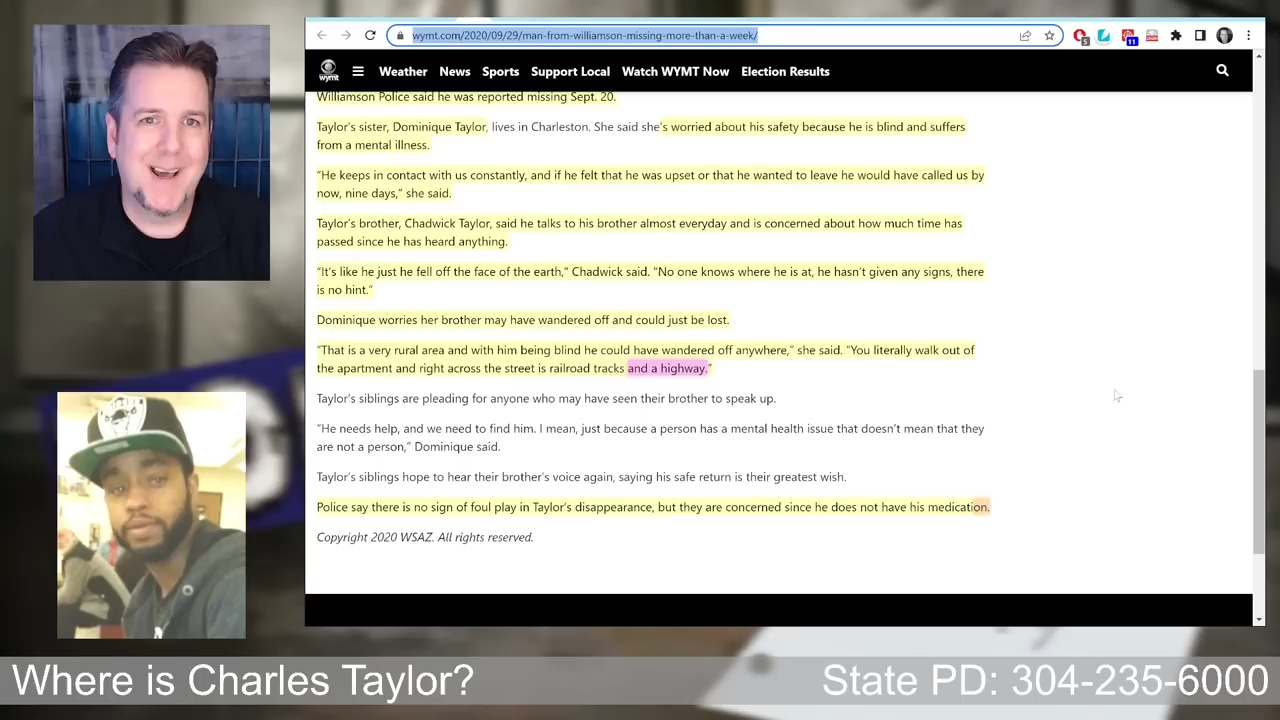 wymt.com/2020/09/29/man-from-williamson-missing-more-than-a-week/
5
11
wymt
Weather News Sports Support Local Watch WYMT Now Election Results
Williamson Police said he was reported missing Sept. 20.
Taylor's sister, Dominique Taylor, lives in Charleston. She said she's worried about his safety because he is blind and suffers
from a mental illness.
“He keeps in contact with us constantly, and if he felt that he was upset or that he wanted to leave he would have called us by
now, nine days,” she said.
Taylor's brother, Chadwick Taylor, said he talks to his brother almost everyday and is concerned about how much time has
passed since he has heard anything.
“It's like he just he fell off the face of the earth,” Chadwick said. “No one knows where he is at, he hasn't given any signs, there
is no hint.”
Dominique worries her brother may have wandered off and could just be lost.
“That is a very rural area and with him being blind he could have wandered off anywhere,” she said. “You literally walk out of
the apartment and right across the street is railroad tracks and a highway.”
Taylor's siblings are pleading for anyone who may have seen their brother to speak up.
“He needs help, and we need to find him. I mean, just because a person has a mental health issue that doesn't mean that they
are not a person,” Dominique said.
Taylor's siblings hope to hear their brother's voice again, saying his safe return is their greatest wish.
Police say there is no sign of foul play in Taylor's disappearance, but they are concerned since he does not have his medication.
Copyright 2020 WSAZ. All rights reserved.
Where is Charles Taylor?
State PD: 304-235-6000